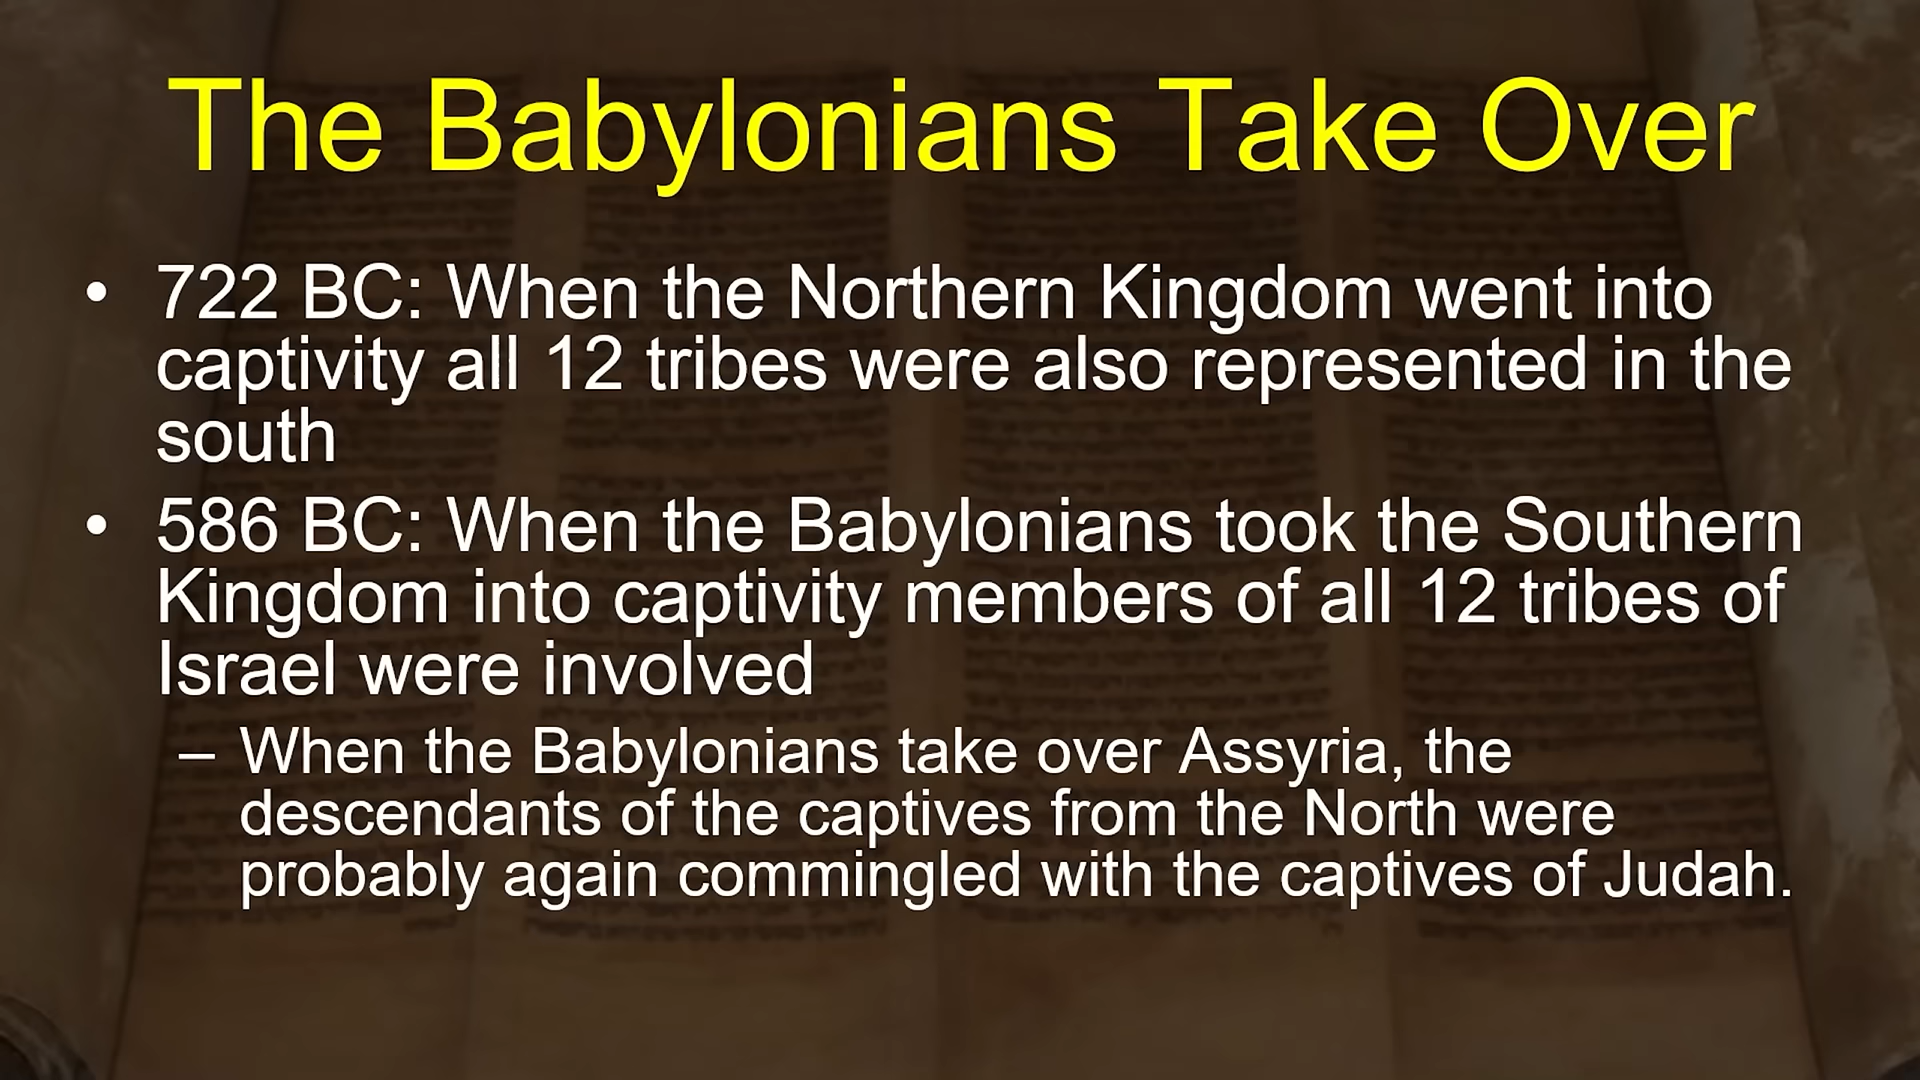 The Babylonians Take Over
• 722 BC: When the Northern Kingdom went into
captivity all 12 tribes were also represented in the
south
• 586 BC: When the Babylonians took the Southern
Kingdom into captivity members of all 12 tribes of
Israel were involved
– When the Babylonians take over Assyria, the
descendants of the captives from the North were
probably again commingled with the captives of Judah.